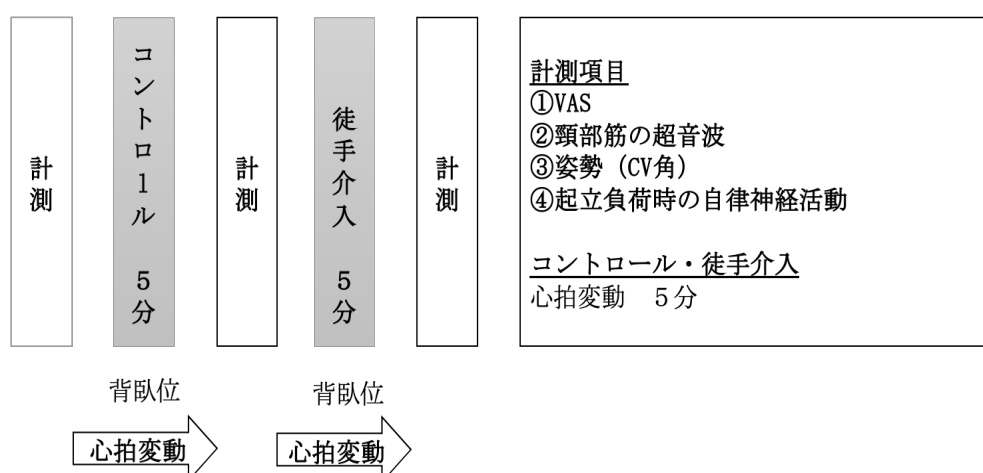 計測
コントロール 5分
計測
徒手介入 5分
計測
計測項目
①VAS
②頸部筋の超音波
③姿勢（CV角）
④起立負荷時の自律神経活動
コントロール・徒手介入
心拍変動 5分
背臥位
背臥位
心拍変動
心拍変動